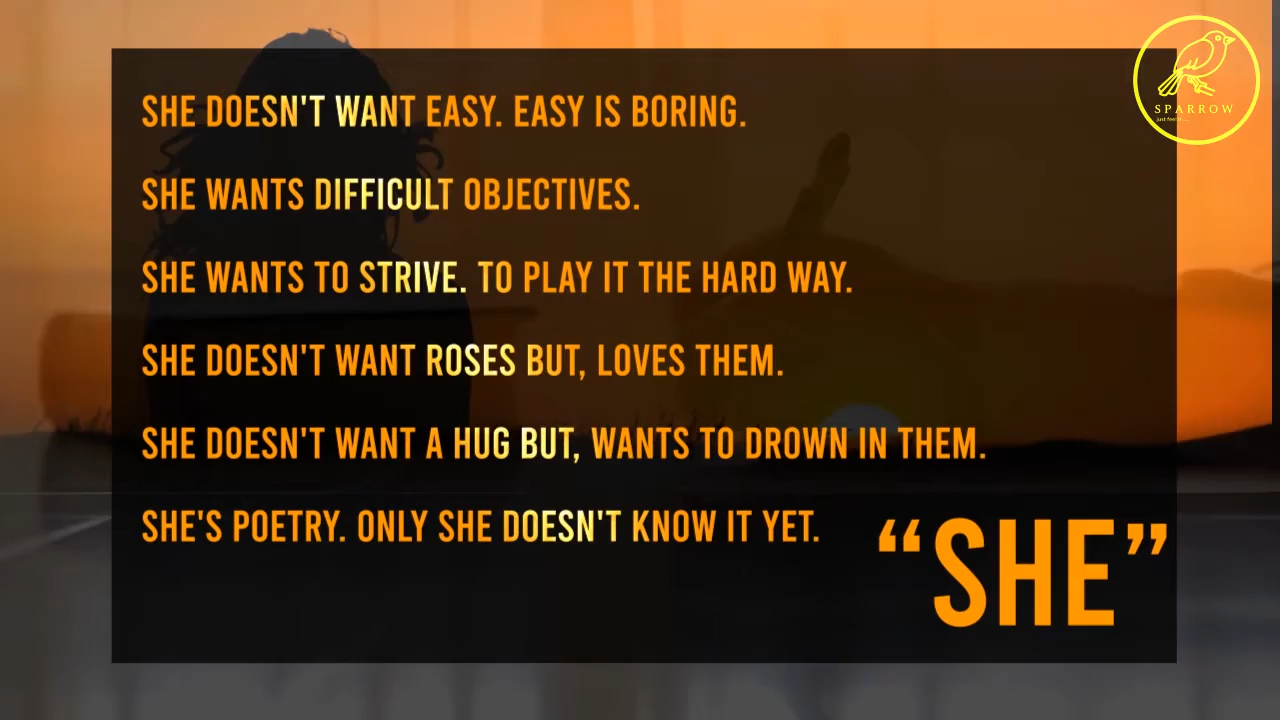 SHE DOESN'T WANT EASY. EASY IS BORING.
SHE WANTS DIFFICULT OBJECTIVES.
SHE WANTS TO STRIVE. TO PLAY IT THE HARD WAY.
SHE DOESN'T WANT ROSES BUT, LOVES THEM.
SHE DOESN'T WANT A HUG BUT, WANTS TO DROWN IN THEM.
SHE'S POETRY. ONLY SHE DOESN'T KNOW IT YET.
“SHE”
SPARROW
just feel